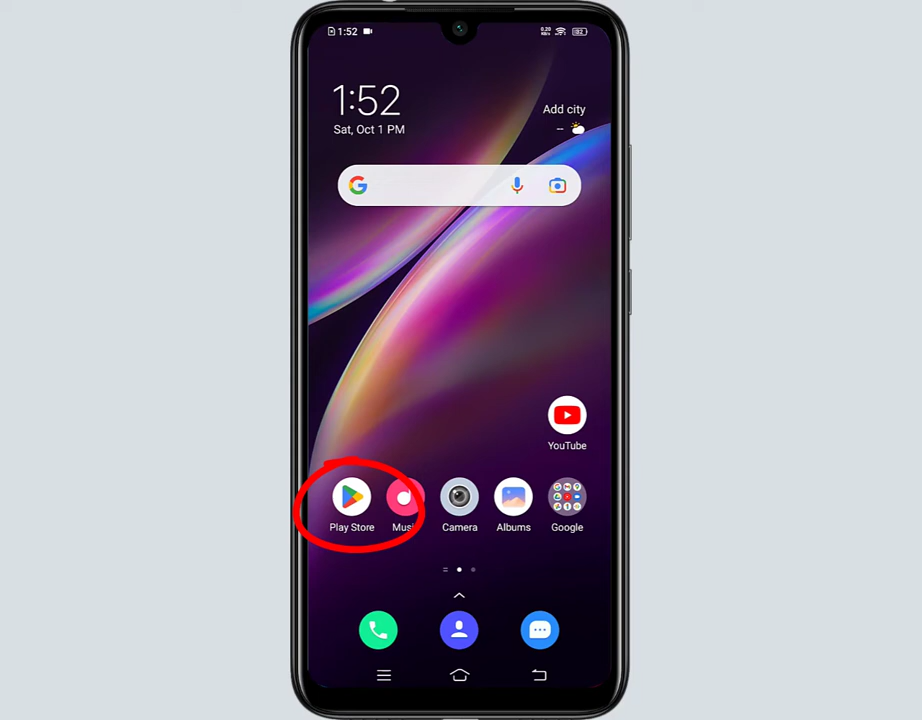 1:52
1:52
Sat, Oct 1 PM
Add city
--
YouTube
Play Store
Camera
Albums
Google